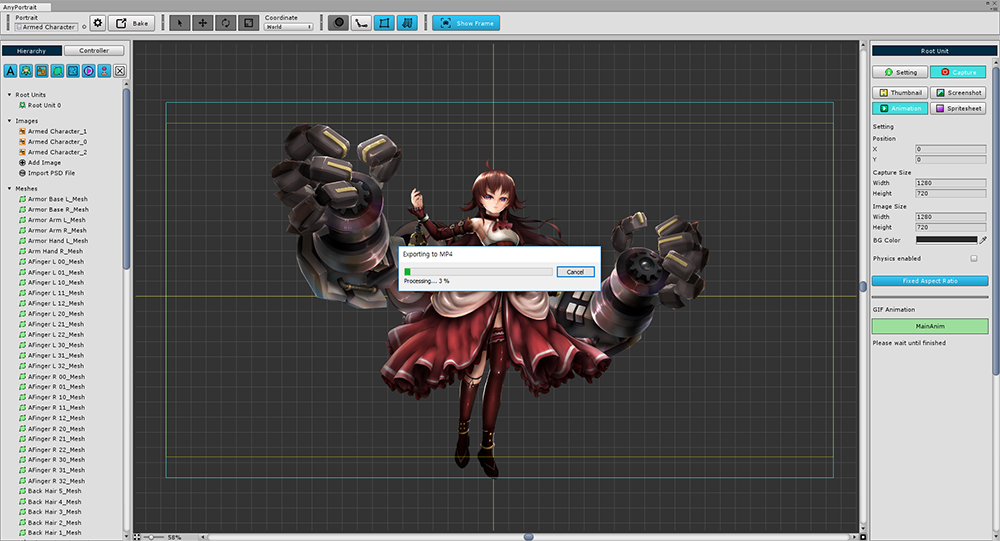 AnyPortrait
Portrait
Armed Character
Bake
Coordinate
World
Show Frame
Hierarchy
Controller
Root Units
Root Unit 0
Images
Armed Character_1
Armed Character_0
Armed Character_2
Add Image
Import PSD File
Meshes
Armor Base L_Mesh
Armor Base R_Mesh
Armor Arm L_Mesh
Armor Arm R_Mesh
Armor Hand L_Mesh
Arm Hand R_Mesh
AFinger L 00_Mesh
AFinger L 01_Mesh
AFinger L 10_Mesh
AFinger L 11_Mesh
AFinger L 12_Mesh
AFinger L 20_Mesh
AFinger L 21_Mesh
AFinger L 22_Mesh
AFinger L 30_Mesh
AFinger L 31_Mesh
AFinger L 32_Mesh
AFinger R 00_Mesh
AFinger R 01_Mesh
AFinger R 10_Mesh
AFinger R 11_Mesh
AFinger R 12_Mesh
AFinger R 20_Mesh
AFinger R 21_Mesh
AFinger R 22_Mesh
AFinger R 30_Mesh
AFinger R 31_Mesh
AFinger R 32_Mesh
Back Hair 5_Mesh
Back Hair 4_Mesh
Back Hair 3_Mesh
Back Hair 2_Mesh
Back Hair 1_Mesh
58%
Exporting to MP4
Cancel
Processing.... 3 %
Root Unit
Setting
Capture
Thumbnail
Screenshot
Animation
Spritesheet
Setting
Position
X 0
Y 0
Capture Size
Width 1280
Height 720
Image Size
Width 1280
Height 720
BG Color
Physics enabled
Fixed Aspect Ratio
GIF Animation
MainAnim
Please wait until finished